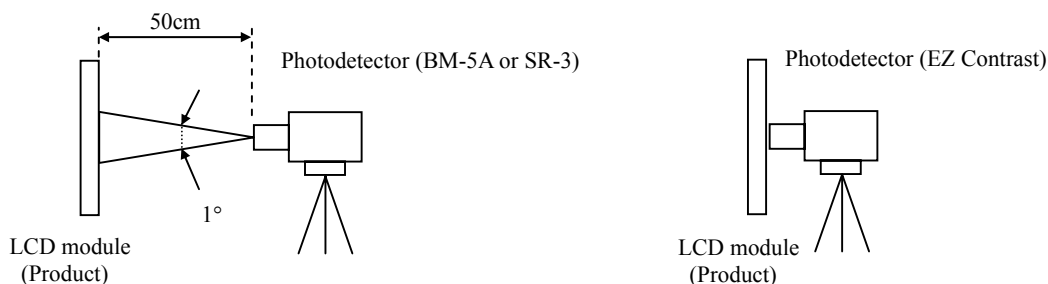 50cm
Photodetector (BM-5A or SR-3)
1°
LCD module
(Product)
Photodetector (EZ Contrast)
LCD module
(Product)